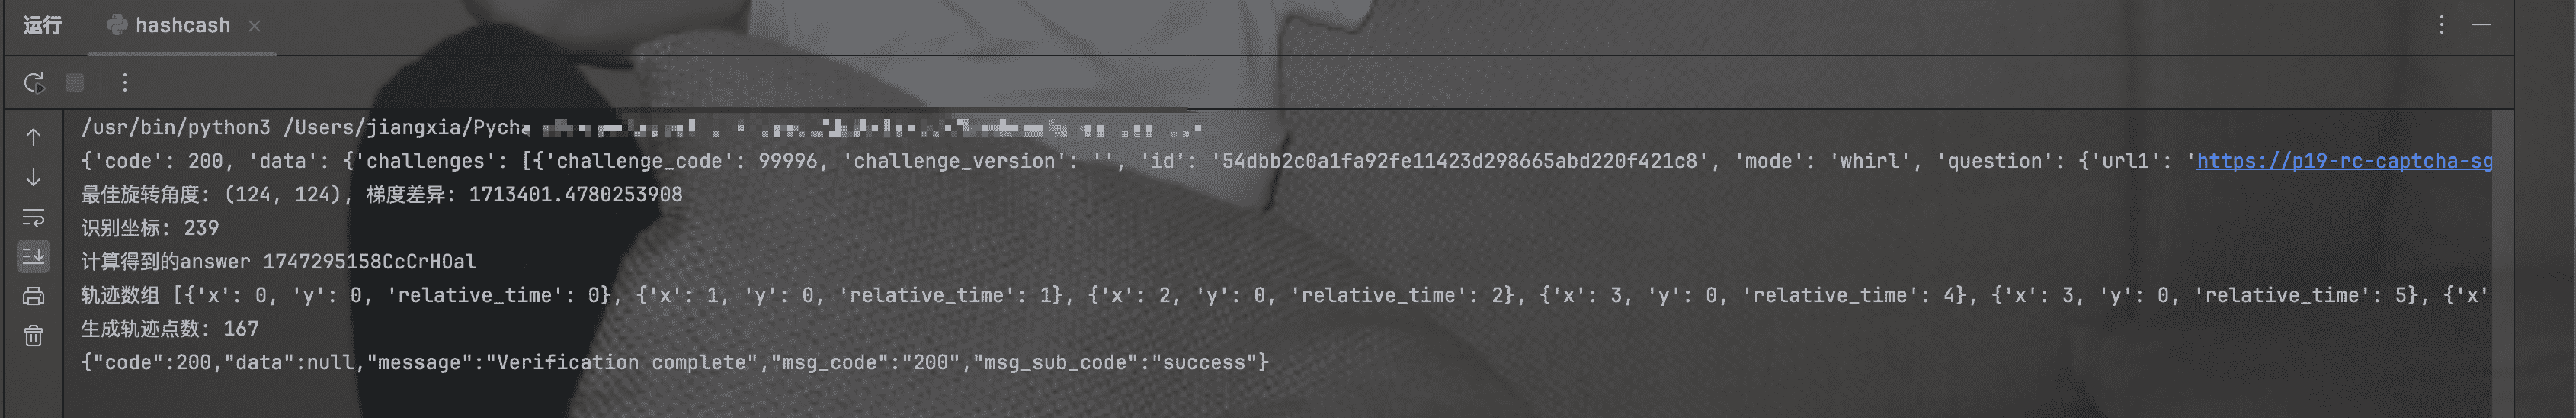 运行 hashcash
/usr/bin/python3 /Users/jiangxia/Pych
{'code': 200, 'data': {'challenges': [{'challenge_code': 99996, 'challenge_version': '', 'id': '54dbb2c0a1fa92fe11423d298665abd220f421c8', 'mode': 'whirl', 'question': {'url1': 'https://p19-rc-captcha-sg
最佳旋转角度: (124, 124), 梯度差异: 1713401.4780253908
识别坐标: 239
计算得到的answer 1747295158CcCrHOal
轨迹数组 [{'x': 0, 'y': 0, 'relative_time': 0}, {'x': 1, 'y': 0, 'relative_time': 1}, {'x': 2, 'y': 0, 'relative_time': 2}, {'x': 3, 'y': 0, 'relative_time': 4}, {'x': 3, 'y': 0, 'relative_time': 5}, {'x'
生成轨迹点数: 167
{"code":200,"data":null,"message":"Verification complete","msg_code":"200","msg_sub_code":"success"}